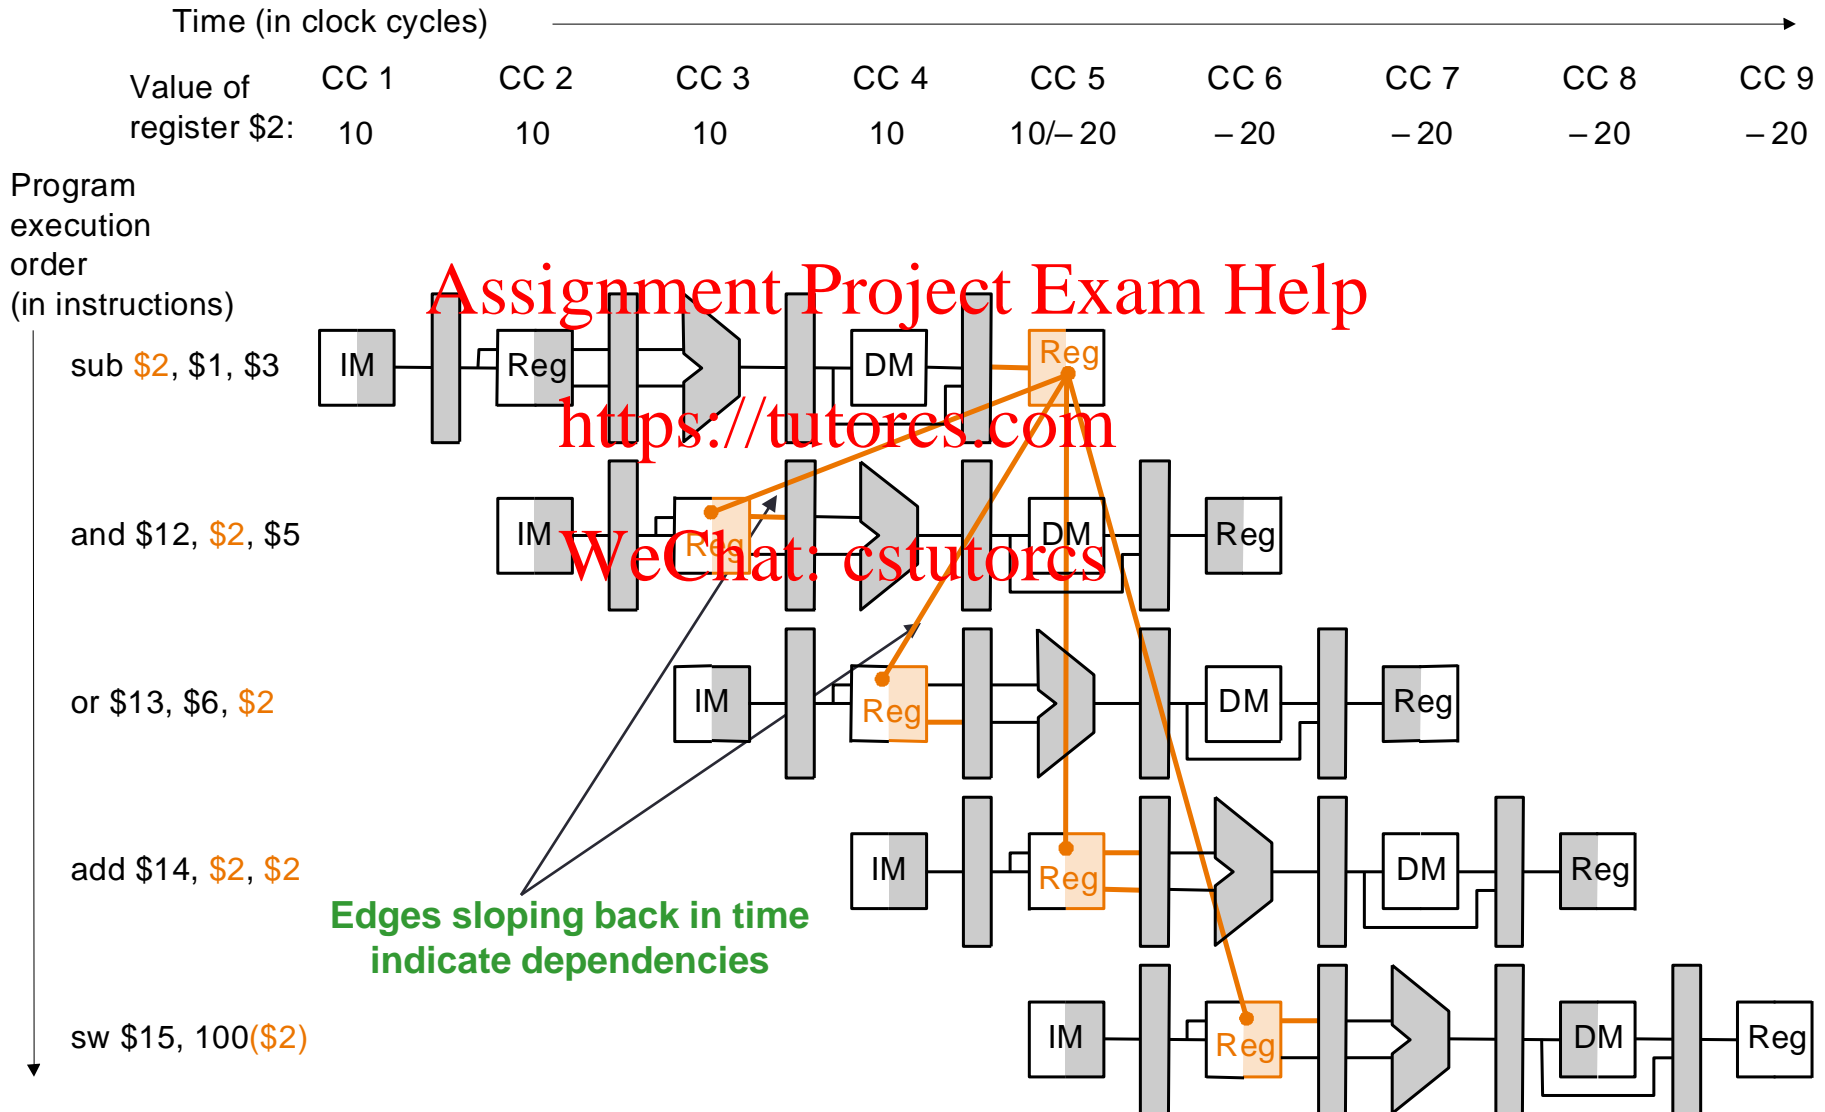 Time (in clock cycles)
Value of register $2:
CC 1 CC 2 CC 3 CC 4 CC 5 CC 6 CC 7 CC 8 CC 9
10 10 10 10 10/– 20 – 20 – 20 – 20 – 20
Program
execution
order
(in instructions)
Assignment Project Exam Help
sub $2, $1, $3
IM Reg DM Reg
https://tutorcs.com
and $12, $2, $5
IM Reg DM Reg
WeChat: cstutorcs
or $13, $6, $2
IM Reg DM Reg
add $14, $2, $2
IM Reg DM Reg
Edges sloping back in time
indicate dependencies
sw $15, 100($2)
IM Reg DM Reg